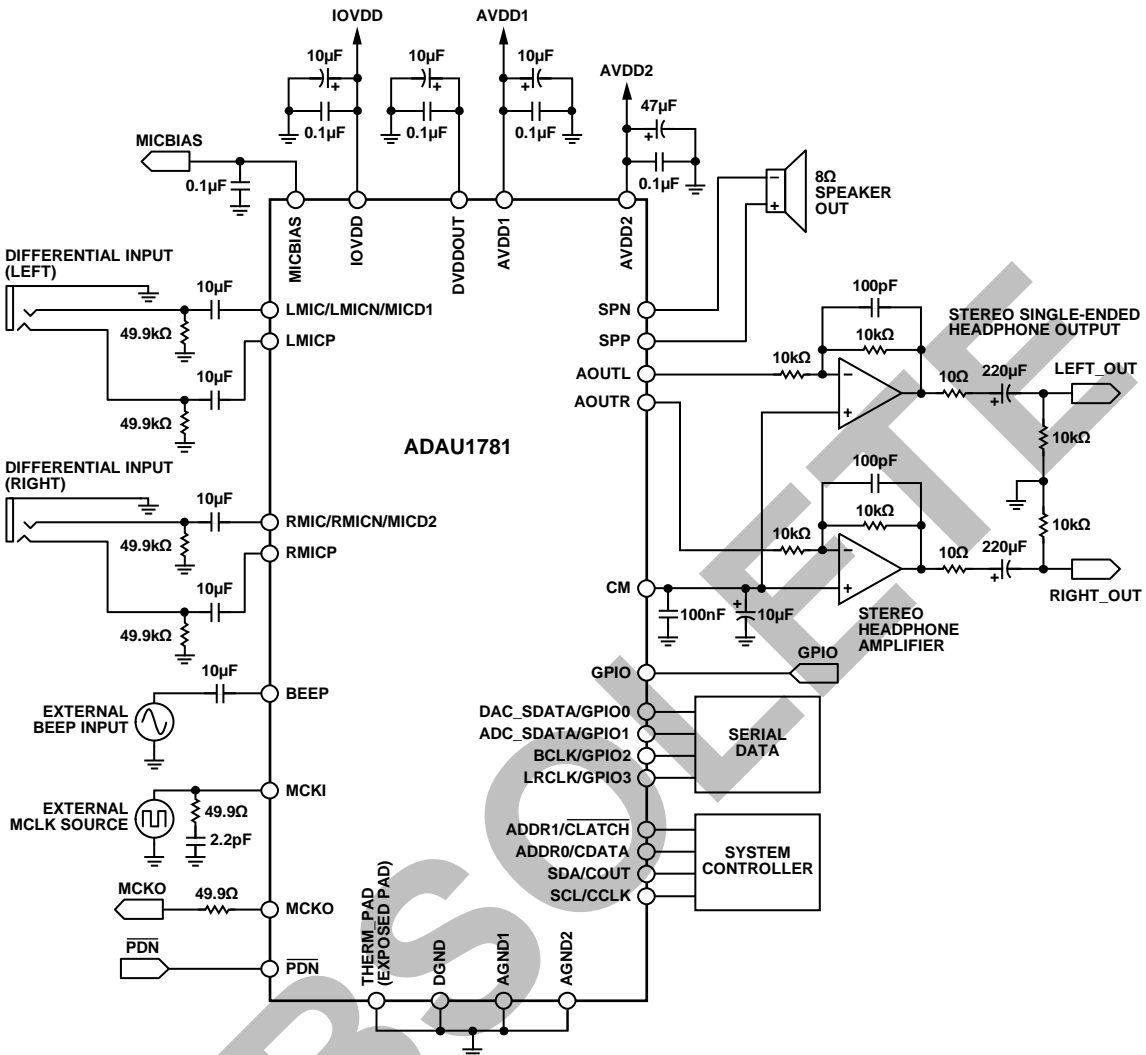 IOVDD
AVDD1
10µF
10µF
10µF
AVDD2
+
+
+
47µF
+
0.1µF
0.1µF
0.1µF
MICBIAS
0.1µF
0.1µF
8Ω
SPEAKER
OUT
−
+
MICBIAS
IOVDD
DVDDOUT
AVDD1
AVDD2
DIFFERENTIAL INPUT
(LEFT)
10µF
LMIC/LMICN/MICD1
49.9kΩ
LMICP
10µF
49.9kΩ
SPN
SPP
AOUTL
AOUTR
100pF
10kΩ
10kΩ
−
+
STEREO SINGLE-ENDED
HEADPHONE OUTPUT
10Ω
220µF
+
LEFT_OUT
10kΩ
ADAU1781
DIFFERENTIAL INPUT
(RIGHT)
10µF
RMIC/RMICN/MICD2
49.9kΩ
RMICP
10µF
49.9kΩ
100pF
10kΩ
10kΩ
−
+
10kΩ
10Ω
220µF
+
RIGHT_OUT
CM
100nF
+
10µF
STEREO
HEADPHONE
AMPLIFIER
GPIO
GPIO
10µF
BEEP
EXTERNAL
BEEP INPUT
DAC_SDATA/GPIO0
ADC_SDATA/GPIO1
BCLK/GPIO2
LRCLK/GPIO3
SERIAL
DATA
MCKI
EXTERNAL
MCLK SOURCE
49.9Ω
2.2pF
ADDR1/CLATCH
ADDR0/CDATA
SDA/COUT
SCL/CCLK
SYSTEM
CONTROLLER
MCKO
49.9Ω
MCKO
PDN
PDN
THERM_PAD
(EXPOSED PAD)
DGND
AGND1
AGND2
BSOLETE